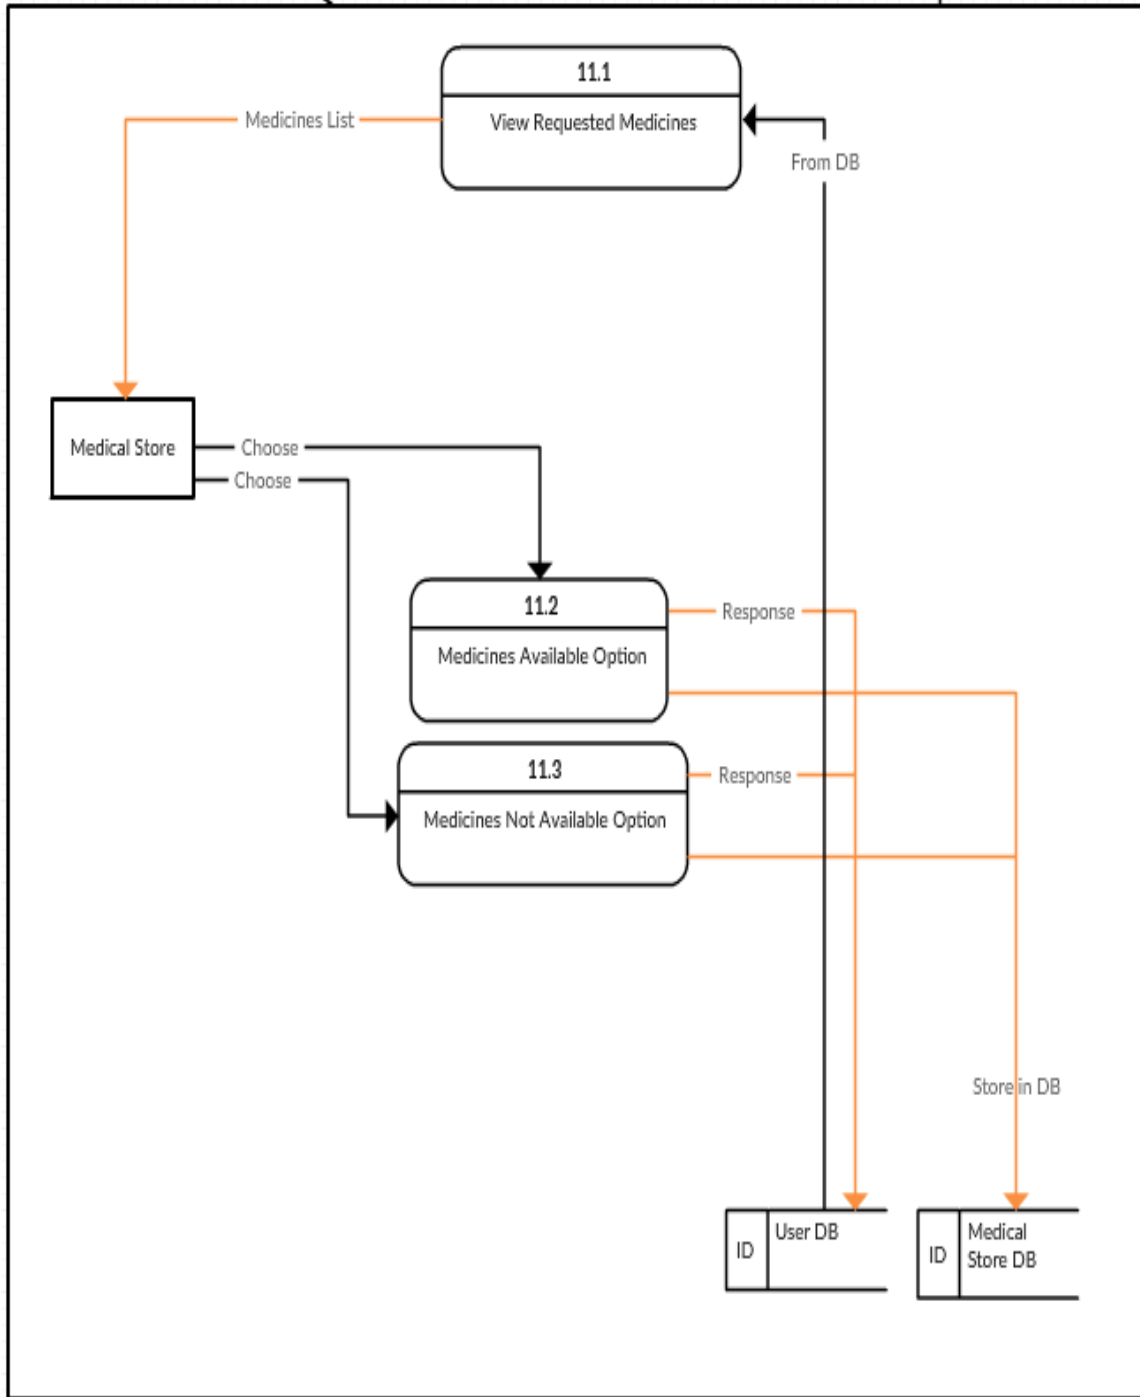 11.1
View Requested Medicines
Medicines List
From DB
Medical Store
Choose
Choose
11.2
Medicines Available Option
Response
11.3
Medicines Not Available Option
Response
Store in DB
ID
User DB
ID
Medical
Store DB